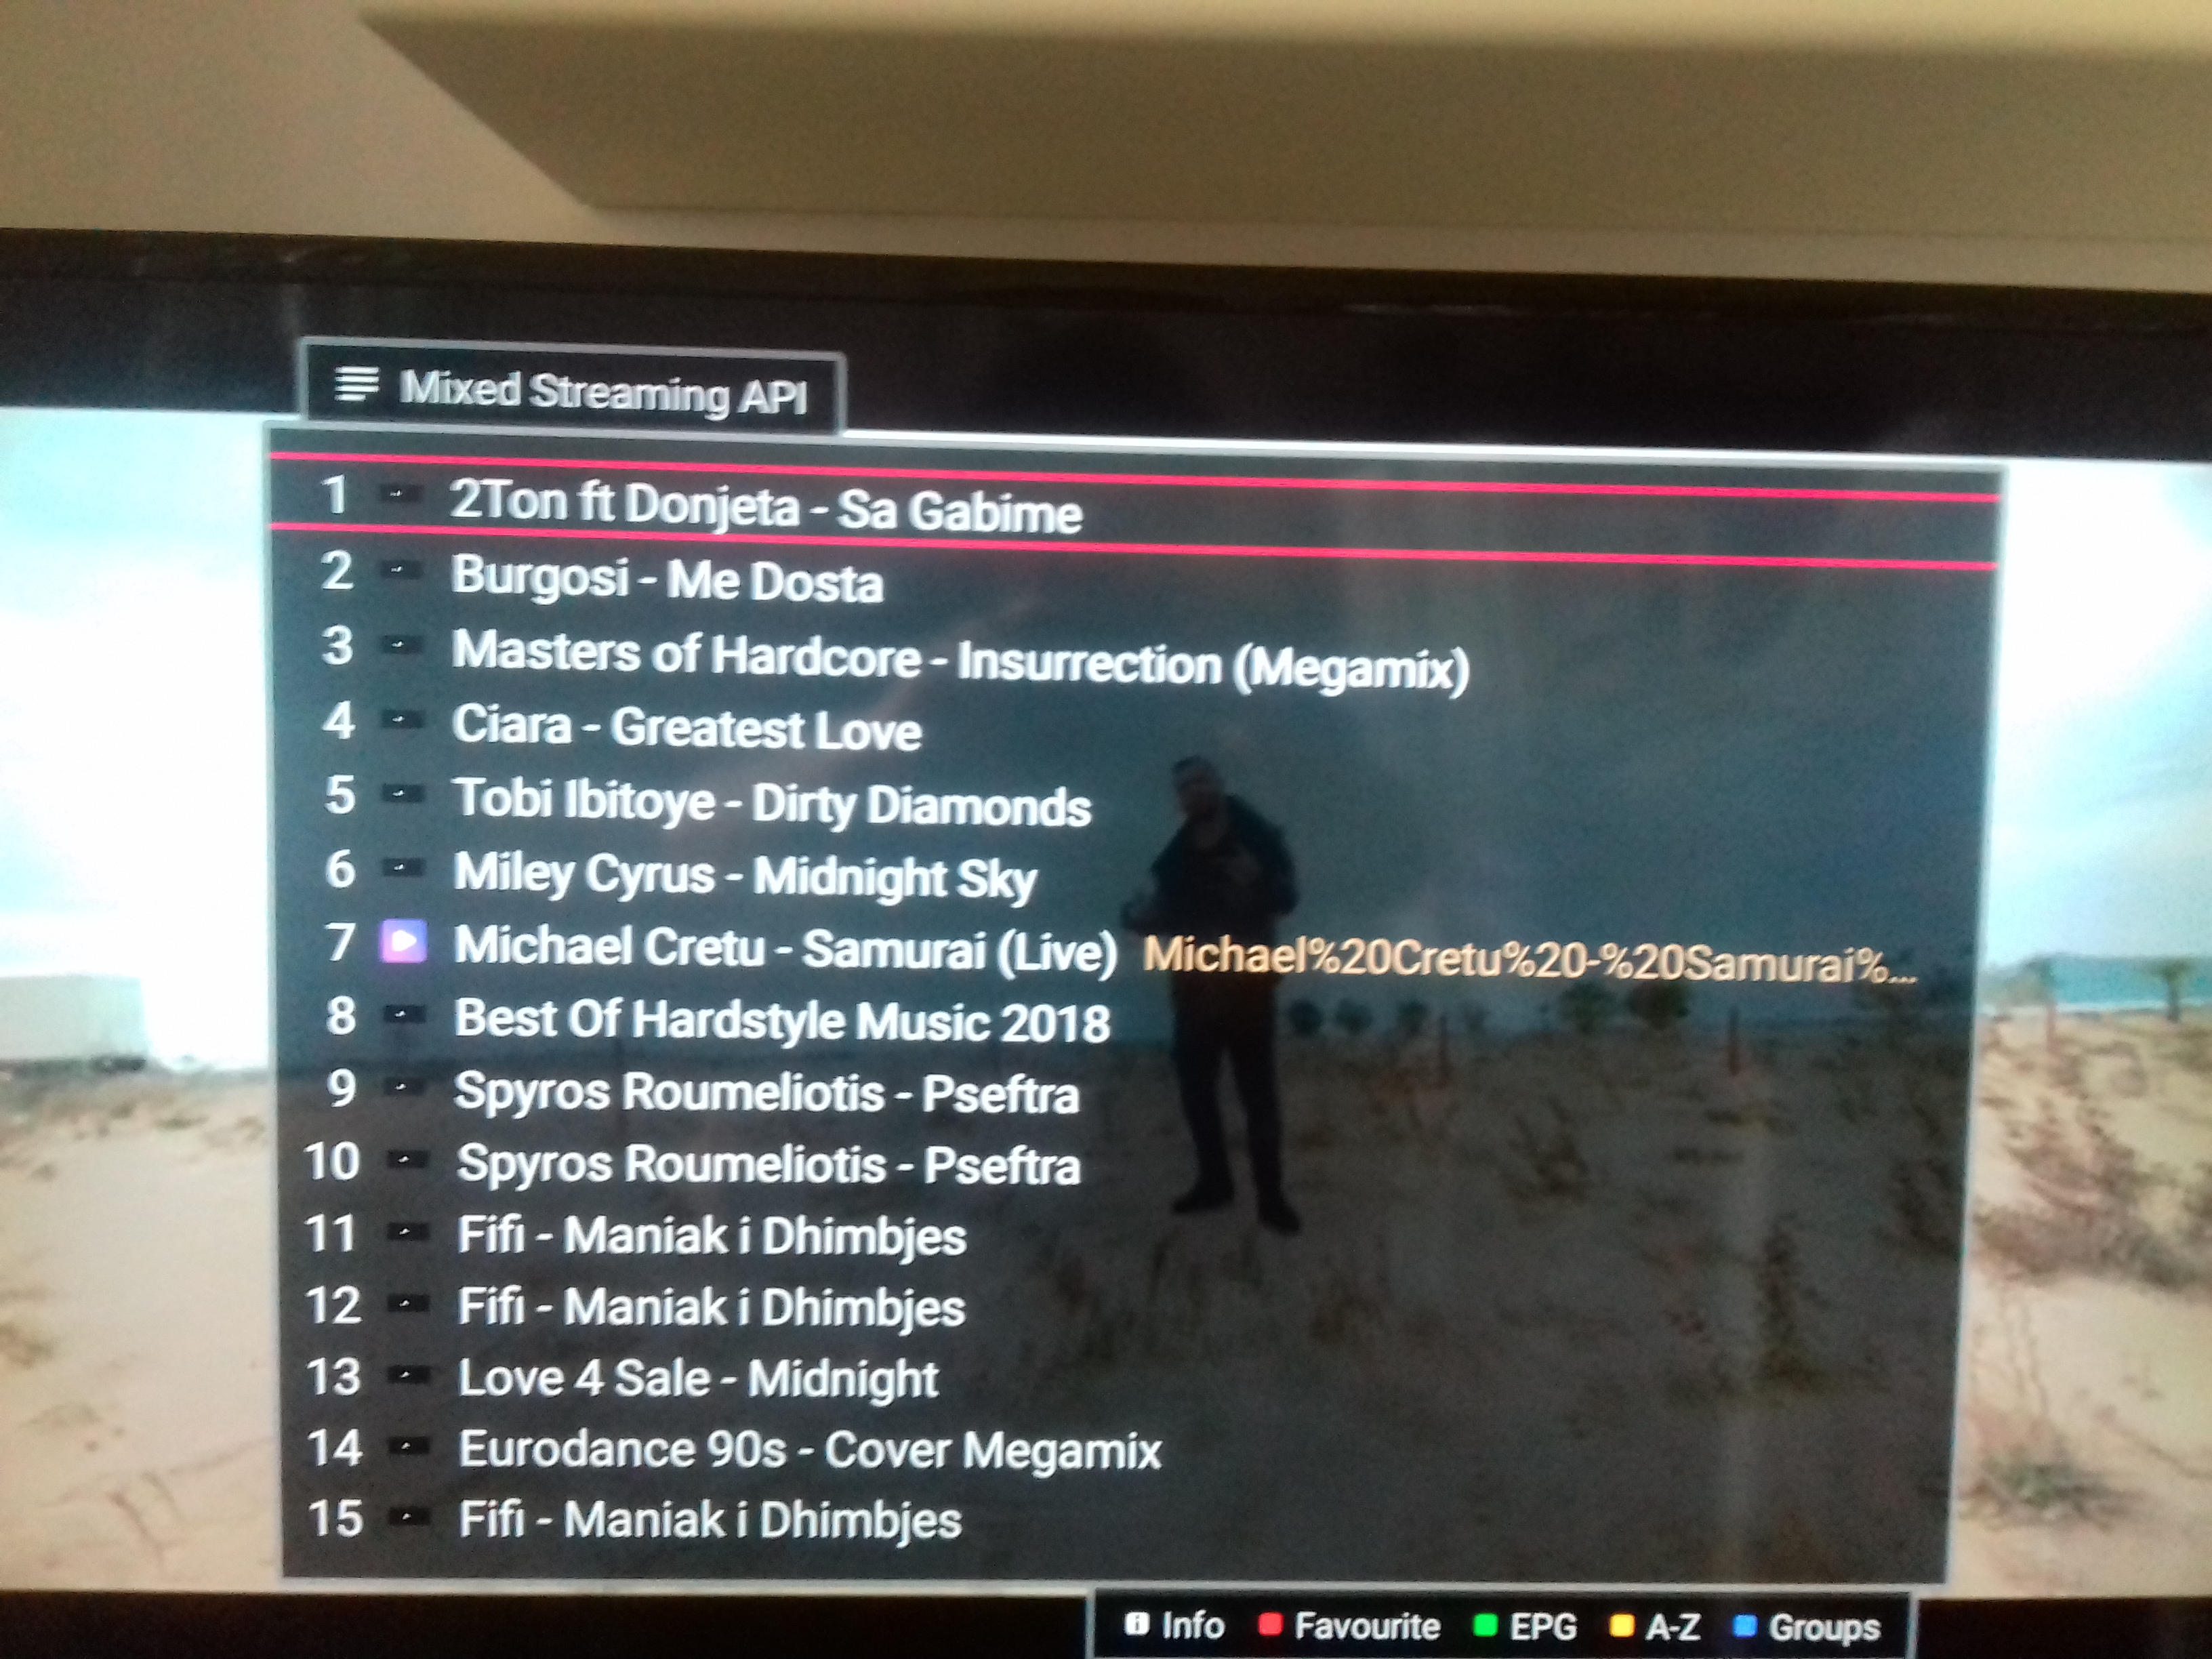 Mixed Streaming API
1 2Ton ft Donjeta - Sa Gabime
2 Burgosi - Me Dosta
3 Masters of Hardcore - Insurrection (Megamix)
4 Ciara - Greatest Love
5 Tobi Ibitoye - Dirty Diamonds
6 Miley Cyrus - Midnight Sky
7 Michael Cretu - Samurai (Live) Michael%20Cretu%20-%20Samurai%...
8 Best Of Hardstyle Music 2018
9 Spyros Roumeliotis - Pseftra
10 Spyros Roumeliotis - Pseftra
11 Fifi - Maniak i Dhimbjes
12 Fifi - Maniak i Dhimbjes
13 Love 4 Sale - Midnight
14 Eurodance 90s - Cover Megamix
15 Fifi - Maniak i Dhimbjes
i Info Favourite EPG A-Z Groups